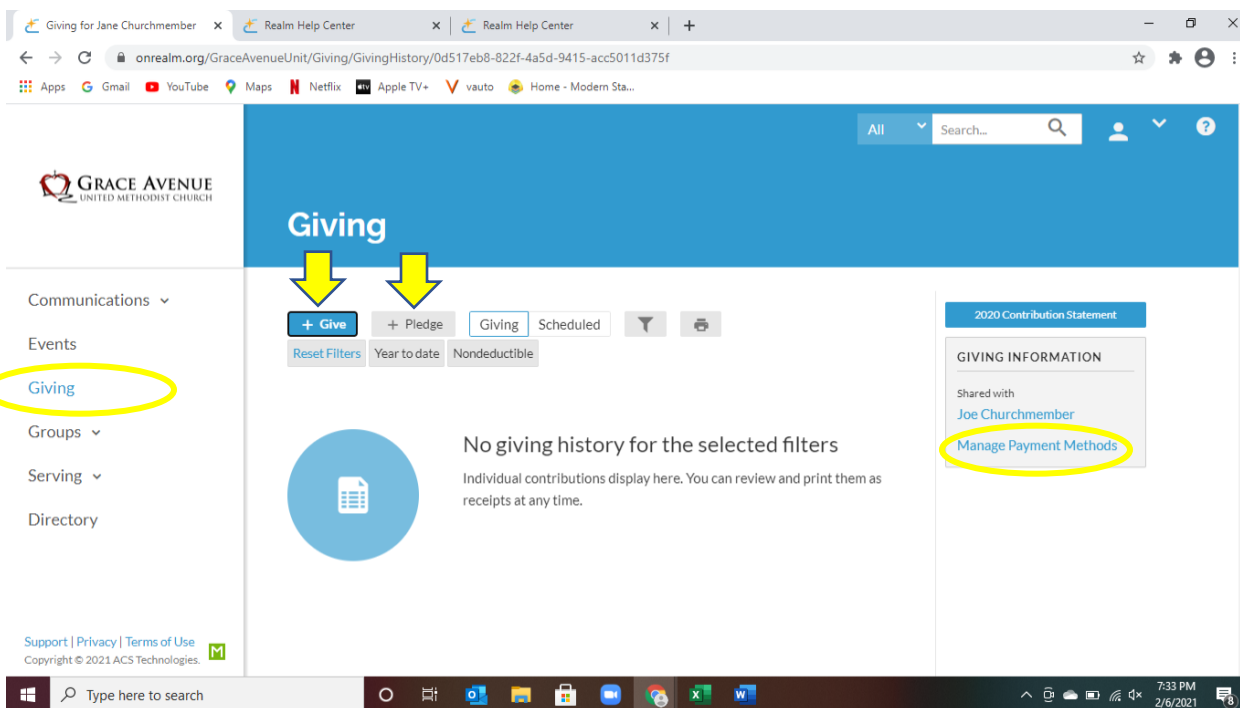 Giving for Jane Churchmember
Realm Help Center
Realm Help Center
onrealm.org/GraceAvenueUnit/Giving/GivingHistory/0d517eb8-822f-4a5d-9415-acc5011d375f
Apps Gmail YouTube Maps Netflix Apple TV+ vauto Home - Modern Sta...
All Search...
GRACE AVENUE
UNITED METHODIST CHURCH
Giving
Communications
Events
Giving
Groups
Serving
Directory
+ Give + Pledge Giving Scheduled
Reset Filters Year to date Nondeductible
No giving history for the selected filters
Individual contributions display here. You can review and print them as
receipts at any time.
2020 Contribution Statement
GIVING INFORMATION
Shared with
Joe Churchmember
Manage Payment Methods
Support | Privacy | Terms of Use
Copyright © 2021 ACS Technologies.
M
Type here to search
7:33 PM
2/6/2021
8